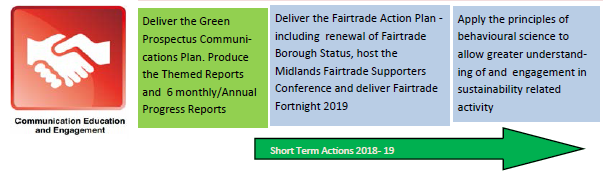 Communication Education
and Engagement
Deliver the Green
Prospectus Communi-
cations Plan. Produce
the Themed Reports
and 6 monthly/Annual
Progress Reports
Deliver the Fairtrade Action Plan -
including renewal of Fairtrade
Borough Status, host the
Midlands Fairtrade Supporters
Conference and deliver Fairtrade
Fortnight 2019
Apply the principles of
behavioural science to
allow greater understand-
ing of and engagement in
sustainability related
activity
Short Term Actions 2018- 19